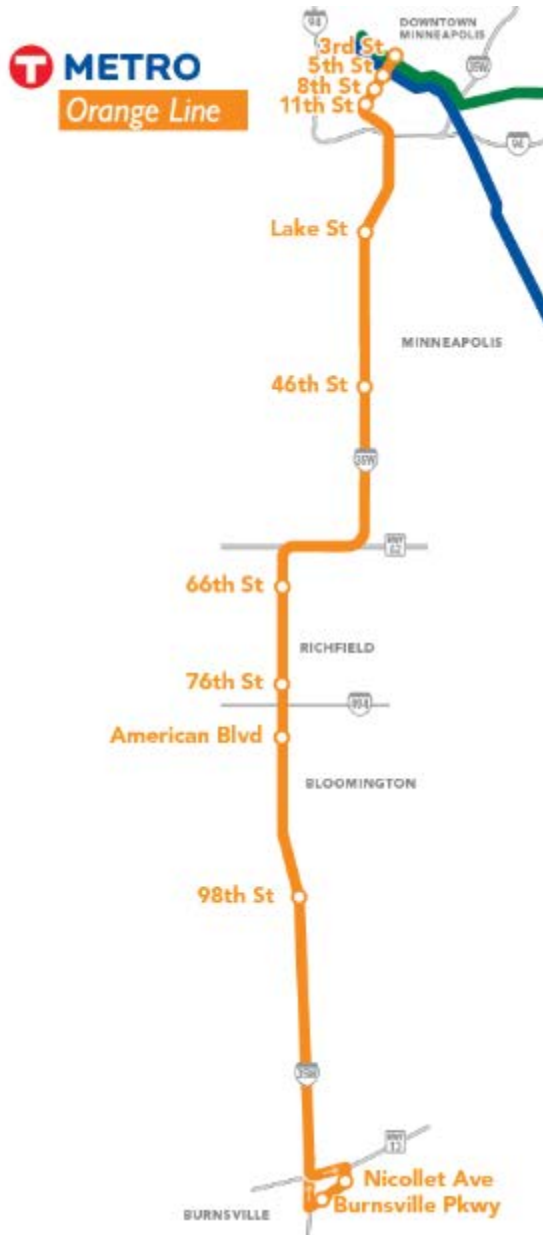 94
DOWNTOWN
MINNEAPOLIS
T METRO
Orange Line
3rd St
5th St
8th St
11th St
35W
94
Lake St
MINNEAPOLIS
46th St
35W
HWY
62
66th St
RICHFIELD
76th St
494
American Blvd
BLOOMINGTON
98th St
35W
HWY
13
Nicollet Ave
Burnsville Pkwy
BURNSVILLE